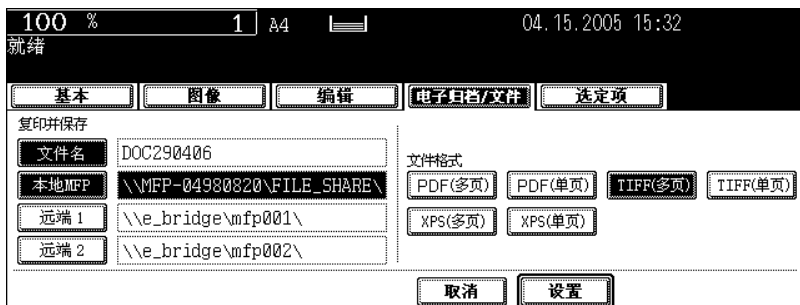 100 % 1 A4 04.15.2005 15:32
就绪
基本 图像 编辑 电子归档/文件 选定项
复印并保存
文件名 DOC290406
文件格式
本地MFP \\MFP-04980820\FILE_SHARE\
PDF(多页) PDF(单页) TIFF(多页) TIFF(单页)
远端 1 \\e_bridge\mfp001\
XPS(多页) XPS(单页)
远端 2 \\e_bridge\mfp002\
取消 设置